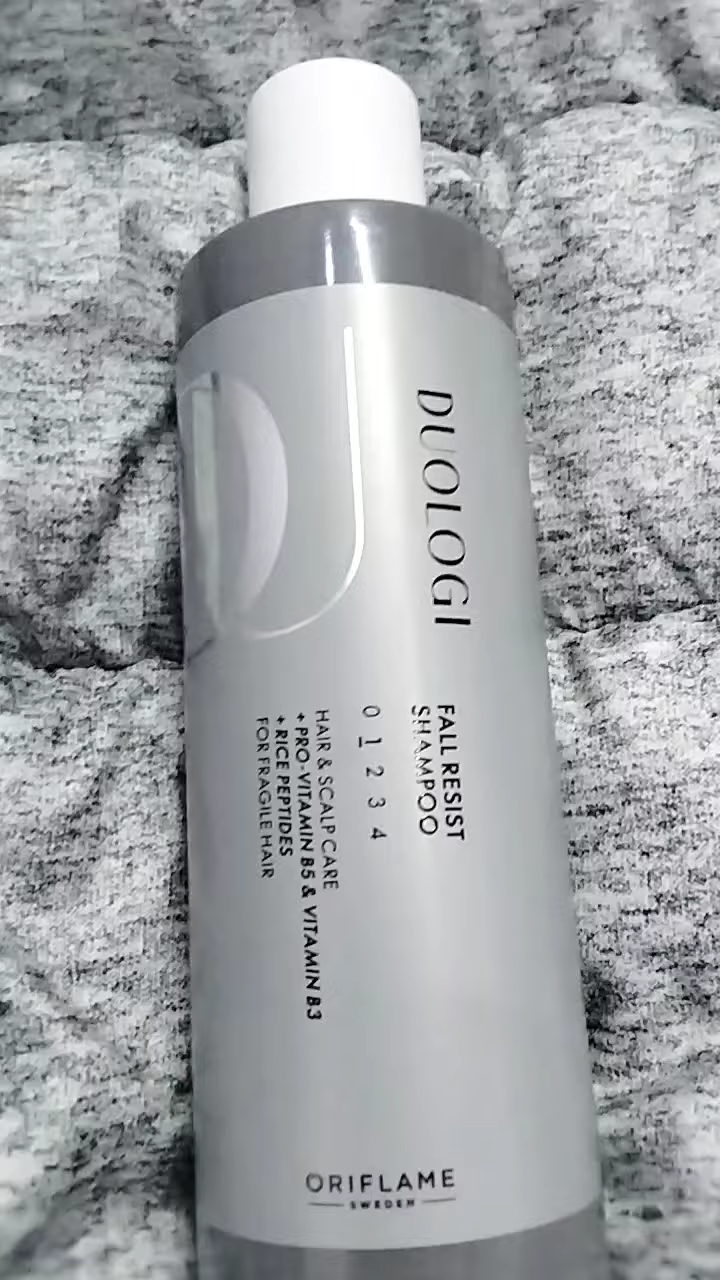 DUOLOGI
FALL RESIST
SHAMPOO
0 1 2 3 4
HAIR & SCALP CARE
+ PRO-VITAMIN B5 & VITAMIN B3
+ RICE PEPTIDES
FOR FRAGILE HAIR
ORIFLAME
SWEDEN